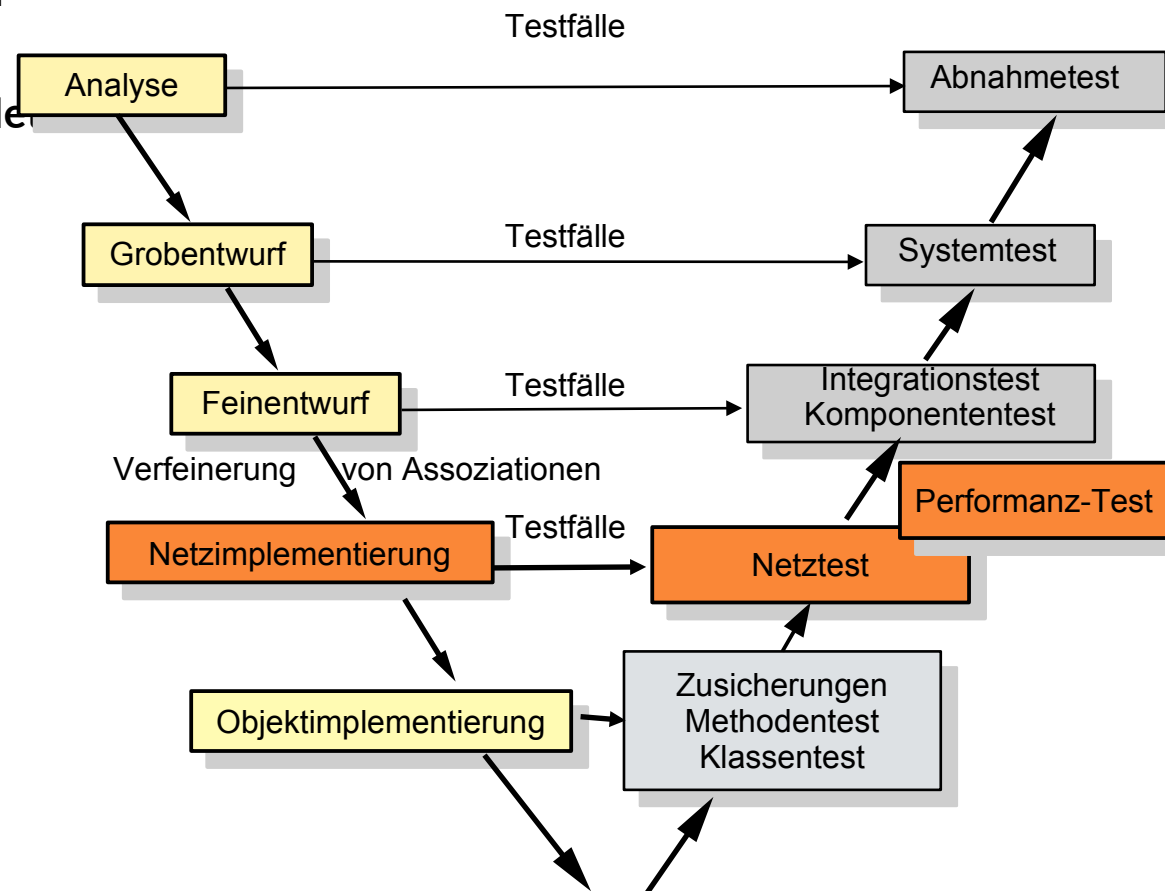 Testfälle
Analyse
Abnahmetest
Testfälle
Grobentwurf
Systemtest
Testfälle
Feinentwurf
Integrationstest
Komponententest
Verfeinerung von Assoziationen
Performanz-Test
Testfälle
Netzimplementierung
Netztest
Zusicherungen
Objektimplementierung
Methodentest
Klassentest